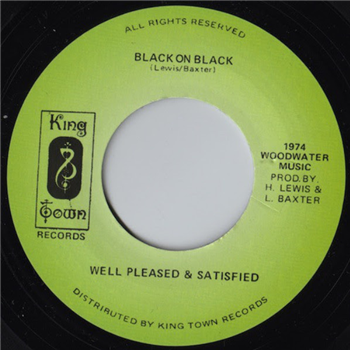 ALL RIGHTS RESERVED
BLACK ON BLACK
(Lewis/Baxter)
King
Town
RECORDS
1974
WOODWATER
MUSIC
PROD. BY.
H. LEWIS &
L. BAXTER
WELL PLEASED & SATISFIED
DISTRIBUTED BY KING TOWN RECORDS